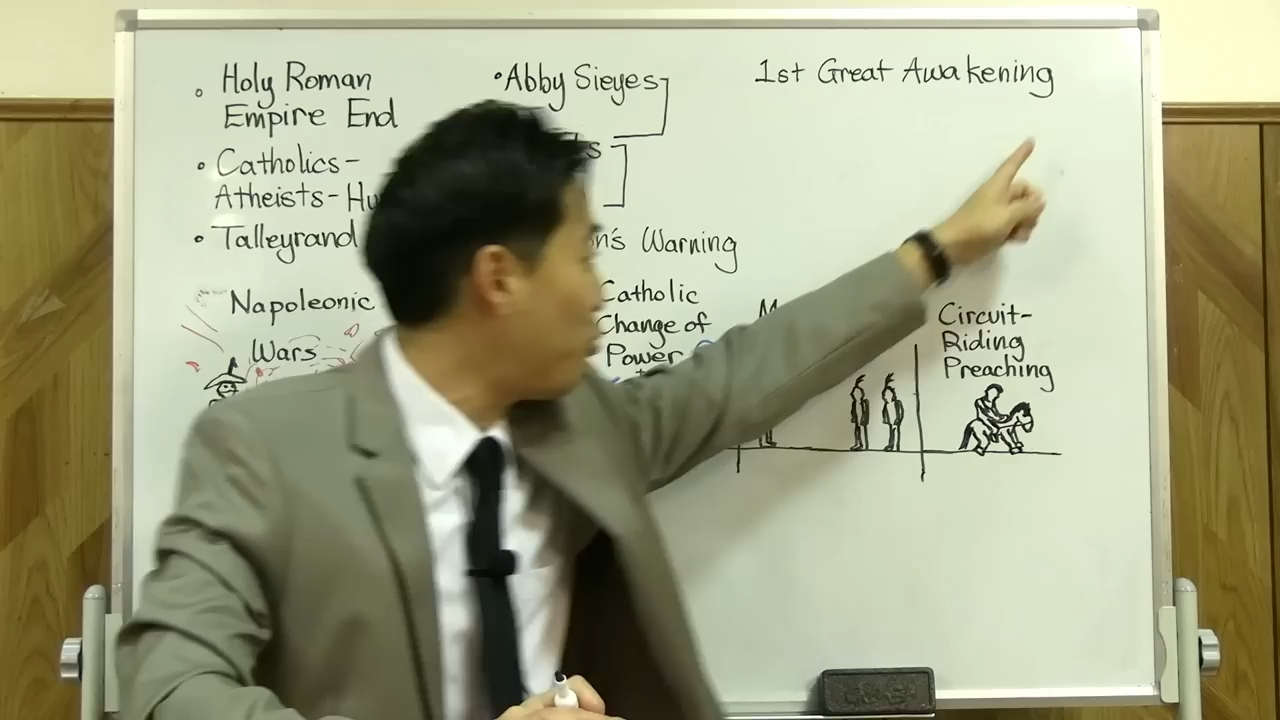 Holy Roman
Empire End
Catholics-
Atheists-
Talleyrand
Napoleonic
Wars
Abby Sieyes
Warning
Catholic
Change of
Power
1st Great Awakening
Circuit-
Riding
Preaching